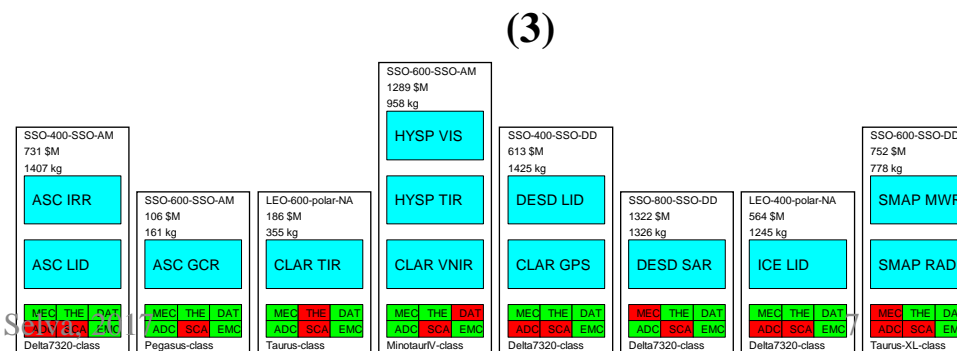 (3)
SSO-400-SSO-AM
731 $M
1407 kg
ASC IRR
ASC LID
MEC THE DAT
ADC SCA EMC
Delta7320-class
SSO-600-SSO-AM
106 $M
161 kg
ASC GCR
MEC THE DAT
ADC SCA EMC
Pegasus-class
LEO-600-polar-NA
186 $M
355 kg
CLAR TIR
MEC THE DAT
ADC SCA EMC
Taurus-class
SSO-600-SSO-AM
1289 $M
958 kg
HYSP VIS
HYSP TIR
CLAR VNIR
MEC THE DAT
ADC SCA EMC
MinotaurIV-class
SSO-400-SSO-DD
613 $M
1425 kg
DESD LID
CLAR GPS
MEC THE DAT
ADC SCA EMC
Delta7320-class
SSO-800-SSO-DD
1322 $M
1326 kg
DESD SAR
MEC THE DAT
ADC SCA EMC
Delta7320-class
LEO-400-polar-NA
564 $M
1245 kg
ICE LID
MEC THE DAT
ADC SCA EMC
Delta7320-class
SSO-600-SSO-DD
752 $M
778 kg
SMAP MWR
SMAP RAD
MEC THE DA
ADC SCA EM
Taurus-XL-class
Selva, 2017
7